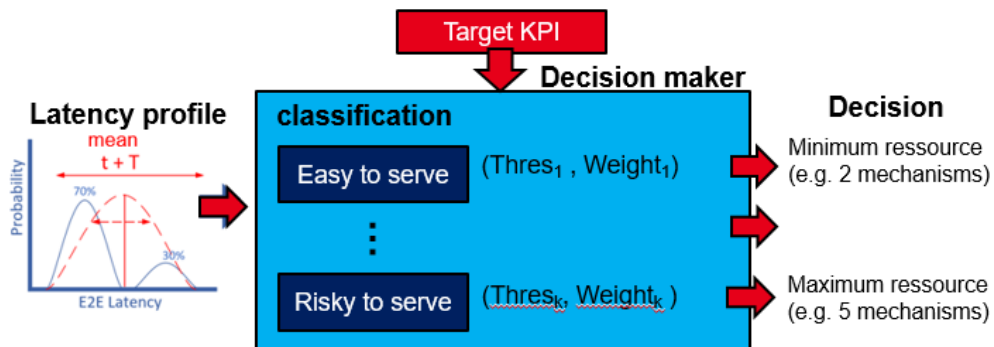 Target KPI
Decision maker
Latency profile
mean
t + T
70%
30%
Probability
E2E Latency
classification
Easy to serve
(Thres₁ , Weight₁)
⋮
Risky to serve
(Thresₖ, Weightₖ )
Decision
Minimum ressource
(e.g. 2 mechanisms)
Maximum ressource
(e.g. 5 mechanisms)